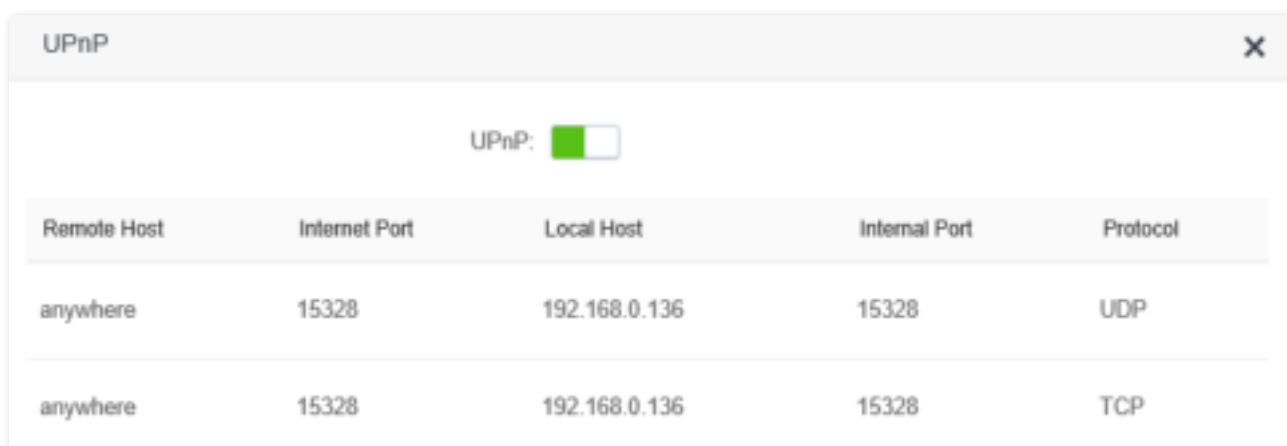 UPnP
UPnP:
Remote Host Internet Port Local Host Internal Port Protocol
anywhere 15328 192.168.0.136 15328 UDP
anywhere 15328 192.168.0.136 15328 TCP